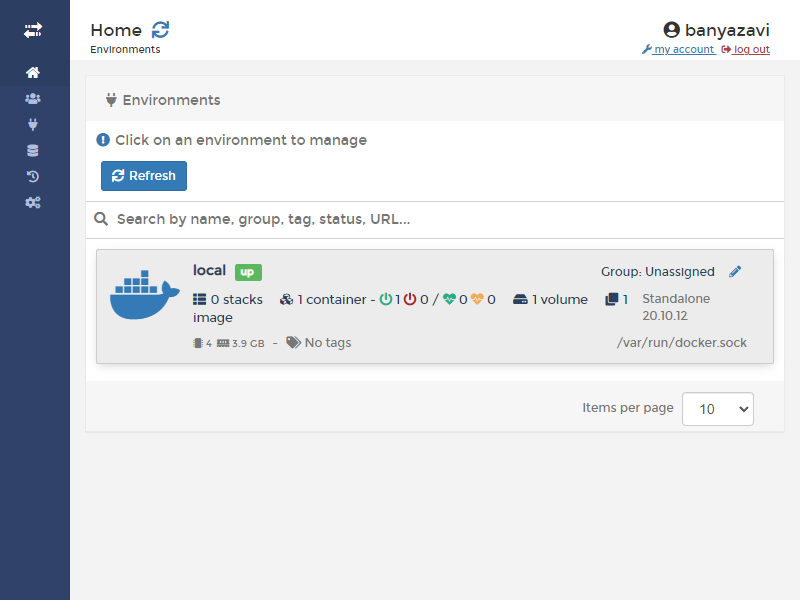 Home
banyazavi
Environments
my account log out
Environments
Click on an environment to manage
Refresh
Search by name, group, tag, status, URL...
local up
Group: Unassigned
0 stacks 1 container - 1 0 / 0 0 1 volume 1
image
Standalone
20.10.12
4 3.9 GB - No tags
/var/run/docker.sock
Items per page 10